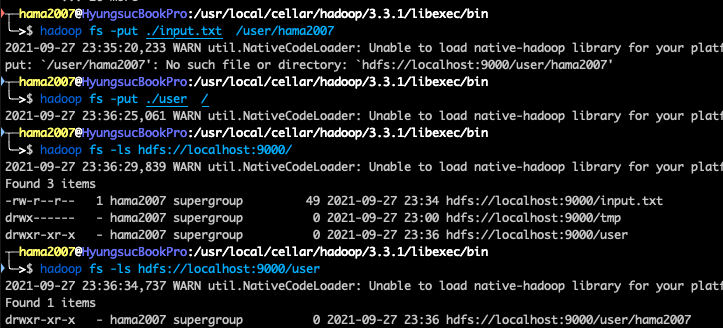 hama2007@HyungsucBookPro:/usr/local/cellar/hadoop/3.3.1/libexec/bin
$ hadoop fs -put ./input.txt  /user/hama2007
2021-09-27 23:35:20,233 WARN util.NativeCodeLoader: Unable to load native-hadoop library for your platf
put: `/user/hama2007': No such file or directory: `hdfs://localhost:9000/user/hama2007'
hama2007@HyungsucBookPro:/usr/local/cellar/hadoop/3.3.1/libexec/bin
$ hadoop fs -put ./user  /
2021-09-27 23:36:25,061 WARN util.NativeCodeLoader: Unable to load native-hadoop library for your platf
hama2007@HyungsucBookPro:/usr/local/cellar/hadoop/3.3.1/libexec/bin
$ hadoop fs -ls hdfs://localhost:9000/
2021-09-27 23:36:29,839 WARN util.NativeCodeLoader: Unable to load native-hadoop library for your platf
Found 3 items
-rw-r--r--   1 hama2007 supergroup         49 2021-09-27 23:34 hdfs://localhost:9000/input.txt
drwx------   - hama2007 supergroup          0 2021-09-27 23:00 hdfs://localhost:9000/tmp
drwxr-xr-x   - hama2007 supergroup          0 2021-09-27 23:36 hdfs://localhost:9000/user
hama2007@HyungsucBookPro:/usr/local/cellar/hadoop/3.3.1/libexec/bin
$ hadoop fs -ls hdfs://localhost:9000/user
2021-09-27 23:36:34,737 WARN util.NativeCodeLoader: Unable to load native-hadoop library for your platf
Found 1 items
drwxr-xr-x   - hama2007 supergroup          0 2021-09-27 23:36 hdfs://localhost:9000/user/hama2007